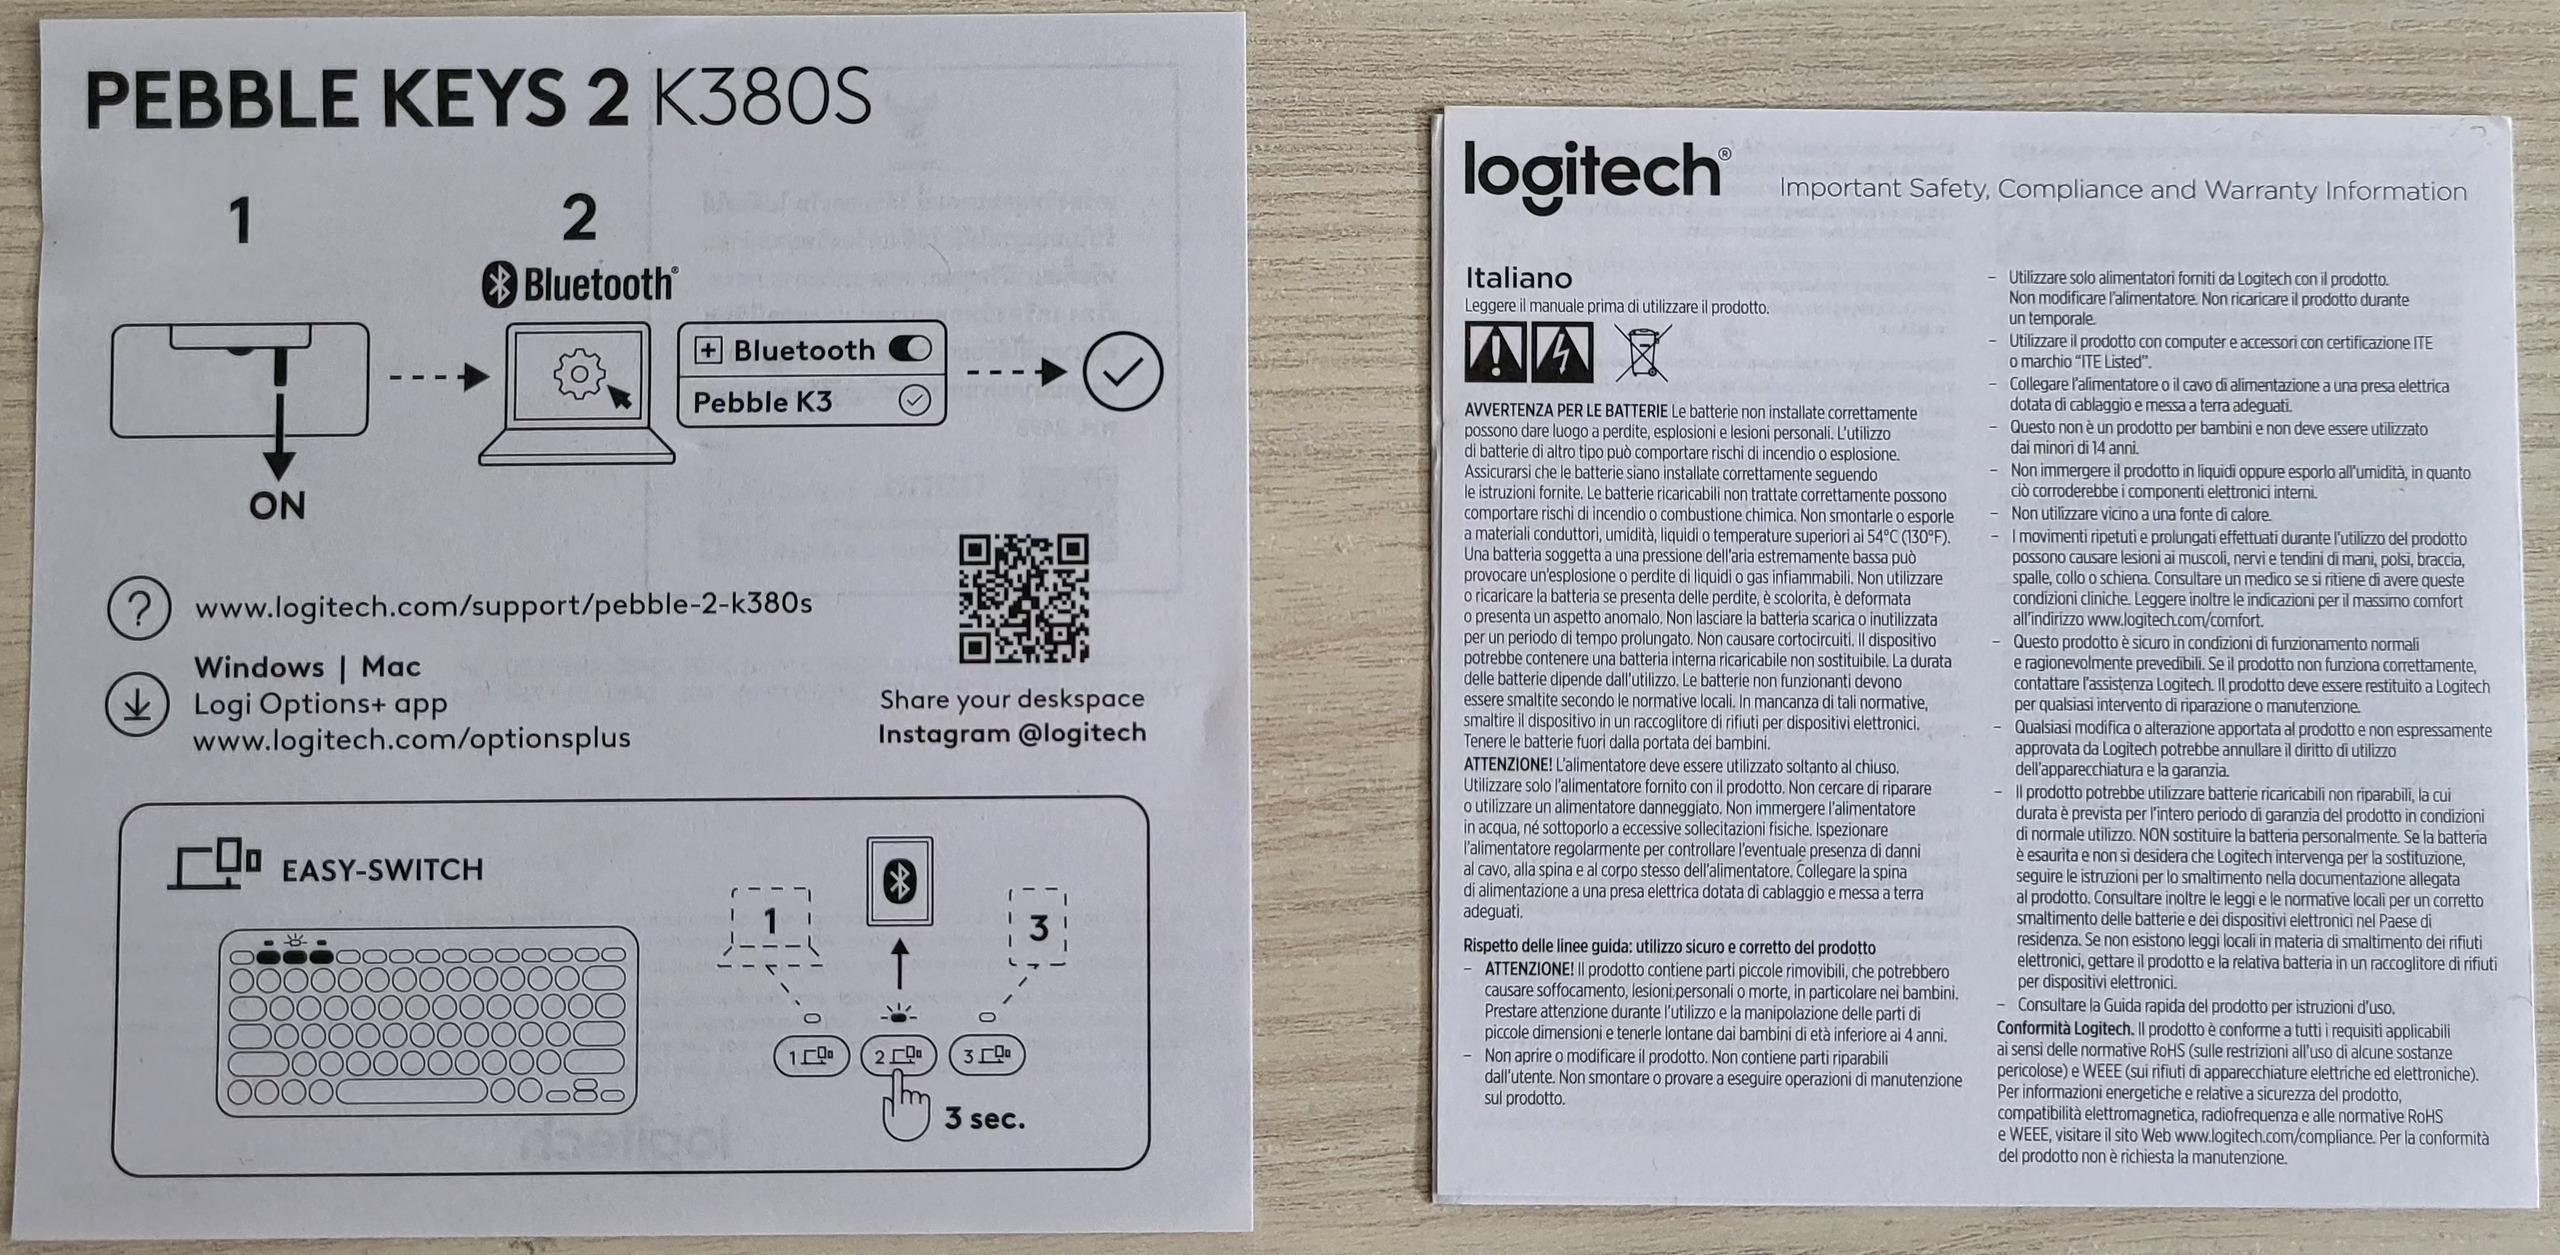 PEBBLE KEYS 2 K380S
1
2
Bluetooth®
Bluetooth
Pebble K3
ON
www.logitech.com/support/pebble-2-k380s
Windows | Mac
Logi Options+ app
www.logitech.com/optionsplus
Share your deskspace
Instagram @logitech
EASY-SWITCH
1
3
1
2
3
3 sec.
logitech®
Important Safety, Compliance and Warranty Information
Italiano
Leggere il manuale prima di utilizzare il prodotto.
AVVERTENZA PER LE BATTERIE Le batterie non installate correttamente
possono dare luogo a perdite, esplosioni e lesioni personali. L'utilizzo
di batterie di altro tipo può comportare rischi di incendio o esplosione.
Assicurarsi che le batterie siano installate correttamente seguendo
le istruzioni fornite. Le batterie ricaricabili non trattate correttamente possono
comportare rischi di incendio o combustione chimica. Non smontarle o esporle
a materiali conduttori, umidità, liquidi o temperature superiori ai 54°C (130°F).
Una batteria soggetta a una pressione dell'aria estremamente bassa può
provocare un'esplosione o perdite di liquidi o gas infiammabili. Non utilizzare
o ricaricare la batteria se presenta delle perdite, è scolorita, è deformata
o presenta un aspetto anomalo. Non lasciare la batteria scarica o inutilizzata
per un periodo di tempo prolungato. Non causare cortocircuiti. Il dispositivo
potrebbe contenere una batteria interna ricaricabile non sostituibile. La durata
delle batterie dipende dall'utilizzo. Le batterie non funzionanti devono
essere smaltite secondo le normative locali. In mancanza di tali normative,
smaltire il dispositivo in un raccoglitore di rifiuti per dispositivi elettronici.
Tenere le batterie fuori dalla portata dei bambini.
ATTENZIONE! L'alimentatore deve essere utilizzato soltanto al chiuso.
Utilizzare solo l'alimentatore fornito con il prodotto. Non cercare di riparare
o utilizzare un alimentatore danneggiato. Non immergere l'alimentatore
in acqua, né sottoporlo a eccessive sollecitazioni fisiche. Ispezionare
l'alimentatore regolarmente per controllare l'eventuale presenza di danni
al cavo, alla spina e al corpo stesso dell'alimentatore. Collegare la spina
di alimentazione a una presa elettrica dotata di cablaggio e messa a terra
adeguati.
Rispetto delle linee guida: utilizzo sicuro e corretto del prodotto
– ATTENZIONE! Il prodotto contiene parti piccole rimovibili, che potrebbero
causare soffocamento, lesioni personali o morte, in particolare nei bambini.
Prestare attenzione durante l'utilizzo e la manipolazione delle parti di
piccole dimensioni e tenerle lontane dai bambini di età inferiore ai 4 anni.
– Non aprire o modificare il prodotto. Non contiene parti riparabili
dall'utente. Non smontare o provare a eseguire operazioni di manutenzione
sul prodotto.
– Utilizzare solo alimentatori forniti da Logitech con il prodotto.
Non modificare l'alimentatore. Non ricaricare il prodotto durante
un temporale.
– Utilizzare il prodotto con computer e accessori con certificazione ITE
o marchio “ITE Listed”.
– Collegare l'alimentatore o il cavo di alimentazione a una presa elettrica
dotata di cablaggio e messa a terra adeguati.
– Questo non è un prodotto per bambini e non deve essere utilizzato
dai minori di 14 anni.
– Non immergere il prodotto in liquidi oppure esporlo all'umidità, in quanto
ciò corroderebbe i componenti elettronici interni.
– Non utilizzare vicino a una fonte di calore.
– I movimenti ripetuti e prolungati effettuati durante l'utilizzo del prodotto
possono causare lesioni ai muscoli, nervi e tendini di mani, polsi, braccia,
spalle, collo o schiena. Consultare un medico se si ritiene di avere queste
condizioni cliniche. Leggere inoltre le indicazioni per il massimo comfort
all'indirizzo www.logitech.com/comfort.
– Questo prodotto è sicuro in condizioni di funzionamento normali
e ragionevolmente prevedibili. Se il prodotto non funziona correttamente,
contattare l'assistenza Logitech. Il prodotto deve essere restituito a Logitech
per qualsiasi intervento di riparazione o manutenzione.
– Qualsiasi modifica o alterazione apportata al prodotto e non espressamente
approvata da Logitech potrebbe annullare il diritto di utilizzo
dell'apparecchiatura e la garanzia.
– Il prodotto potrebbe utilizzare batterie ricaricabili non riparabili, la cui
durata è prevista per l'intero periodo di garanzia del prodotto in condizioni
di normale utilizzo. NON sostituire la batteria personalmente. Se la batteria
è esaurita e non si desidera che Logitech intervenga per la sostituzione,
seguire le istruzioni per lo smaltimento nella documentazione allegata
al prodotto. Consultare inoltre le leggi e le normative locali per un corretto
smaltimento delle batterie e dei dispositivi elettronici nel Paese di
residenza. Se non esistono leggi locali in materia di smaltimento dei rifiuti
elettronici, gettare il prodotto e la relativa batteria in un raccoglitore di rifiuti
per dispositivi elettronici.
– Consultare la Guida rapida del prodotto per istruzioni d'uso.
Conformità Logitech. Il prodotto è conforme a tutti i requisiti applicabili
ai sensi delle normative RoHS (sulle restrizioni all'uso di alcune sostanze
pericolose) e WEEE (sui rifiuti di apparecchiature elettriche ed elettroniche).
Per informazioni energetiche e relative a sicurezza del prodotto,
compatibilità elettromagnetica, radiofrequenza e alle normative RoHS
e WEEE, visitare il sito Web www.logitech.com/compliance. Per la conformità
del prodotto non è richiesta la manutenzione.